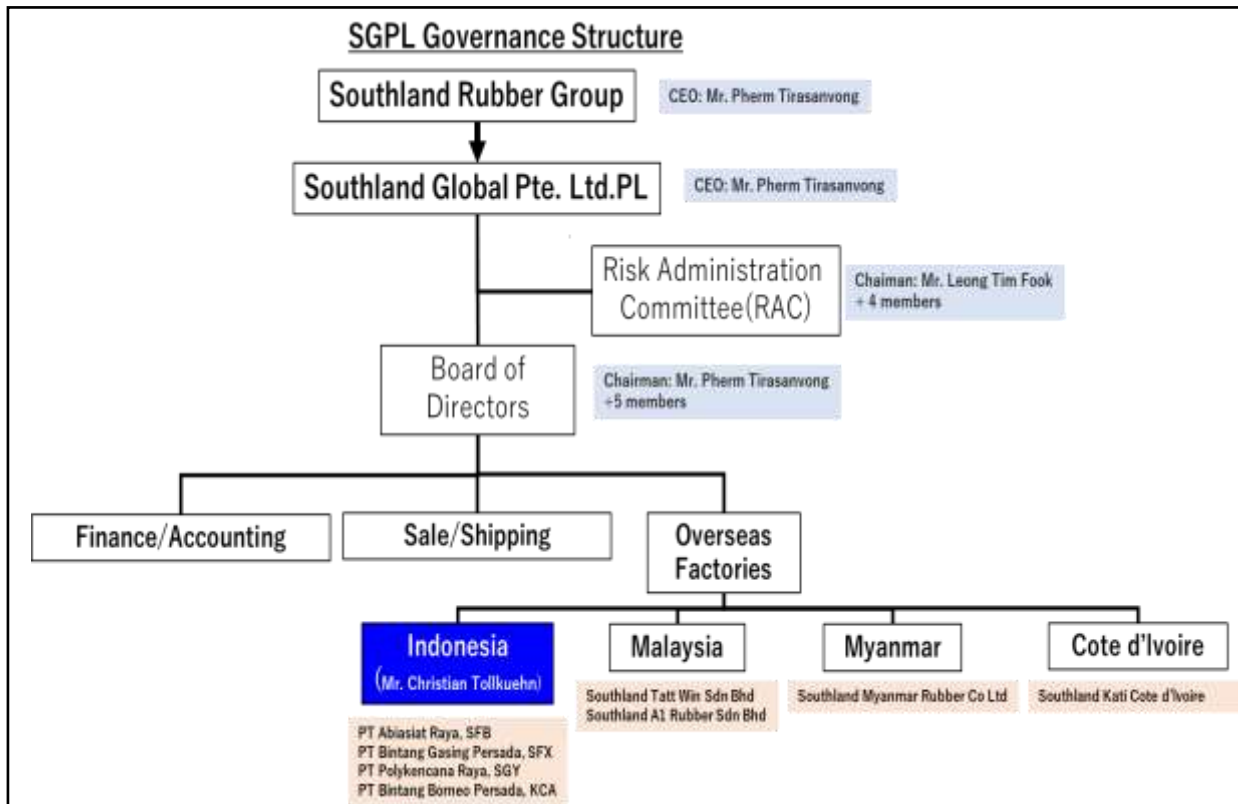 SGPL Governance Structure
Southland Rubber Group
CEO: Mr. Pherm Tirasanvong
Southland Global Pte. Ltd.PL
CEO: Mr. Pherm Tirasanvong
Risk Administration
Committee(RAC)
Chaiman: Mr. Leong Tim Fook
+ 4 members
Board of
Directors
Chairman: Mr. Pherm Tirasanvong
+5 members
Finance/Accounting
Sale/Shipping
Overseas
Factories
Indonesia
(Mr. Christian Tollkuehn)
Malaysia
Myanmar
Cote d'Ivoire
PT Abiasiat Raya, SFB
PT Bintang Gasing Persada, SFX
PT Polykencana Raya, SGY
PT Bintang Borneo Persada, KCA
Southland Tatt Win Sdn Bhd
Southland A1 Rubber Sdn Bhd
Southland Myanmar Rubber Co Ltd
Southland Kati Cote d'Ivoire